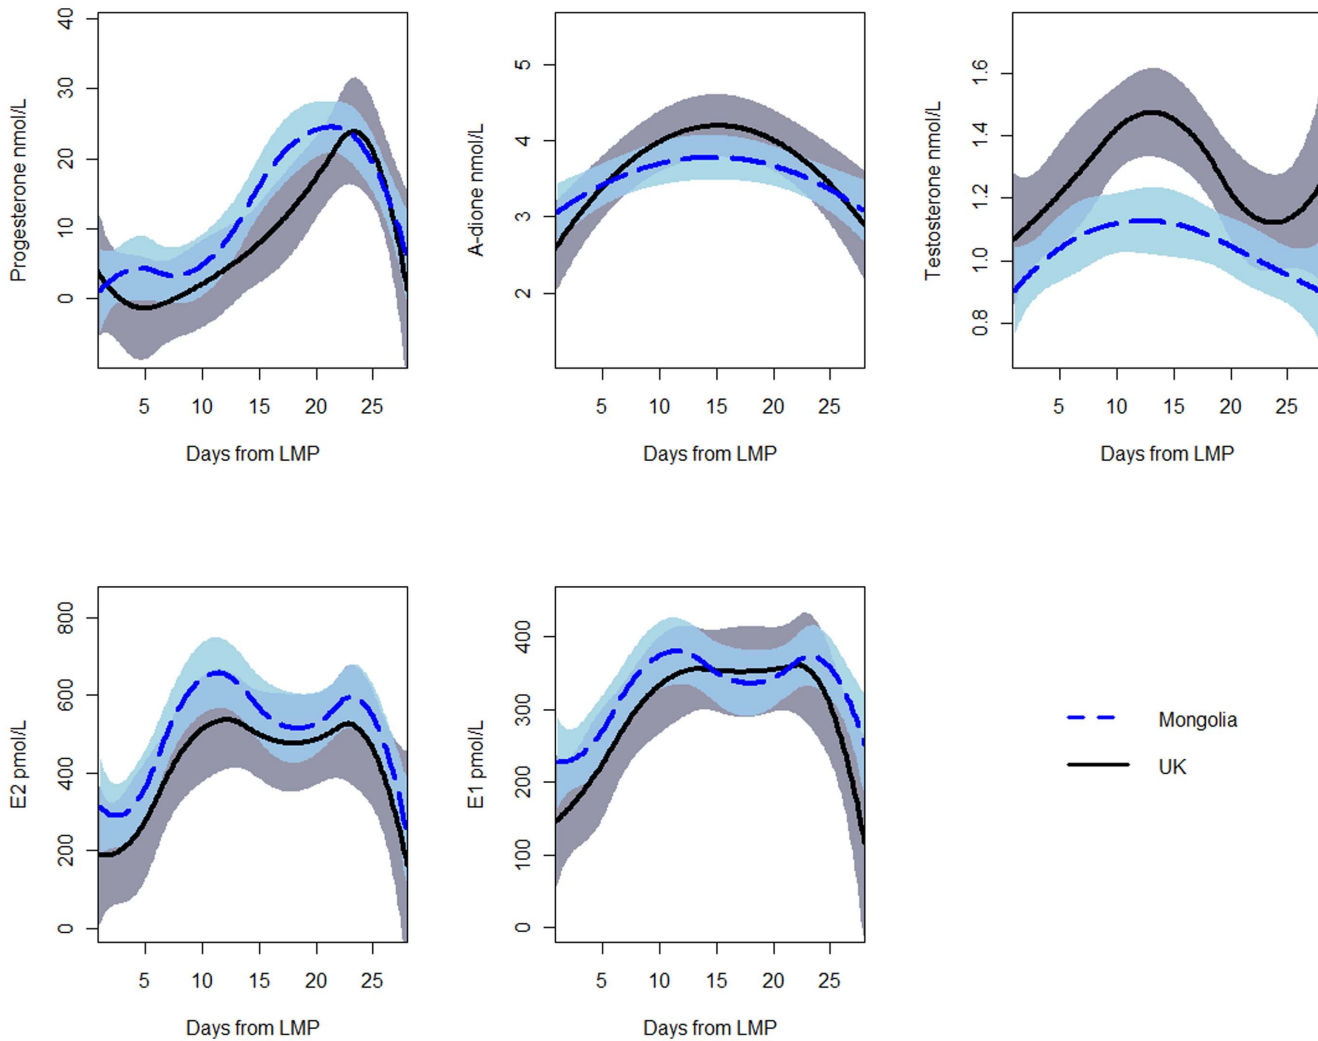 Progesterone nmol/L
40
30
20
10
0
5 10 15 20 25
Days from LMP
A-dione nmol/L
5
4
3
2
5 10 15 20 25
Days from LMP
Testosterone nmol/L
1.6
1.4
1.2
1.0
0.8
5 10 15 20 25
Days from LMP
E2 pmol/L
800
600
400
200
0
5 10 15 20 25
Days from LMP
E1 pmol/L
400
300
200
100
0
5 10 15 20 25
Days from LMP
Mongolia
UK